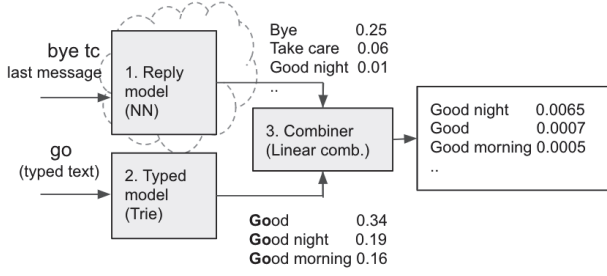 bye tc
last message
1. Reply
model
(NN)
Bye 0.25
Take care 0.06
Good night 0.01
..
go
(typed text)
2. Typed
model
(Trie)
3. Combiner
(Linear comb.)
Good 0.34
Good night 0.19
Good morning 0.16
Good night 0.0065
Good 0.0007
Good morning 0.0005
..